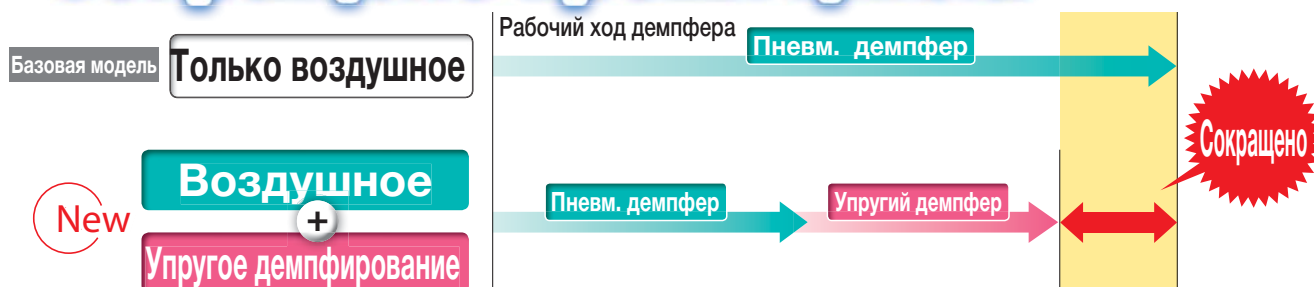 Рабочий ход демпфера
Базовая модель
Только воздушное
Пневм. демпфер
Сокращено
New
Воздушное
+
Упругое демпфирование
Пневм. демпфер
Упругий демпфер